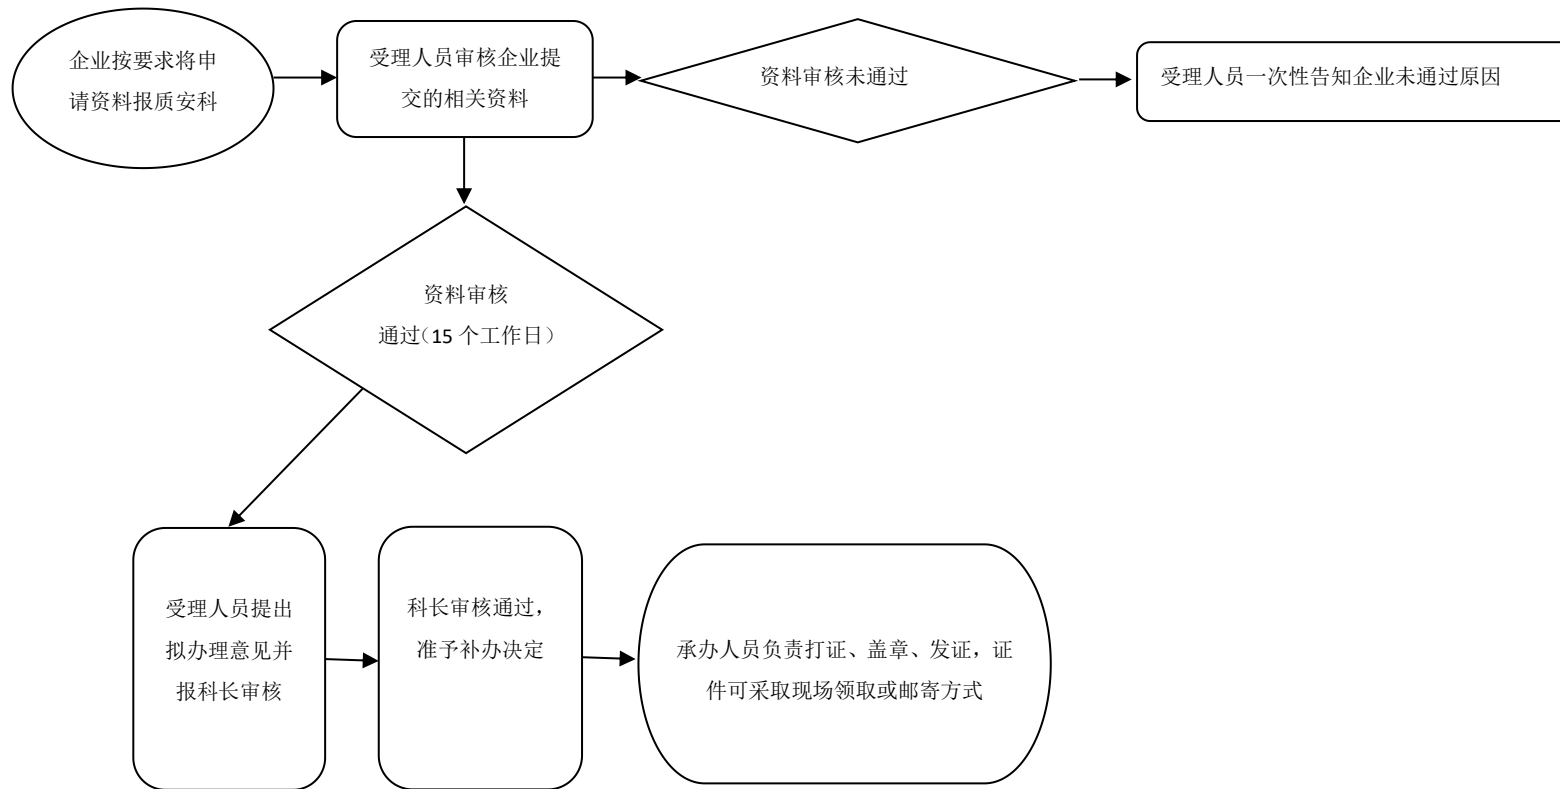 企业按要求将申
请资料报质安科
受理人员审核企业提
交的相关资料
资料审核未通过
受理人员一次性告知企业未通过原因
资料审核
通过（15 个工作日）
受理人员提出
拟办理意见并
报科长审核
科长审核通过，
准予补办决定
承办人员负责打证、盖章、发证，证
件可采取现场领取或邮寄方式